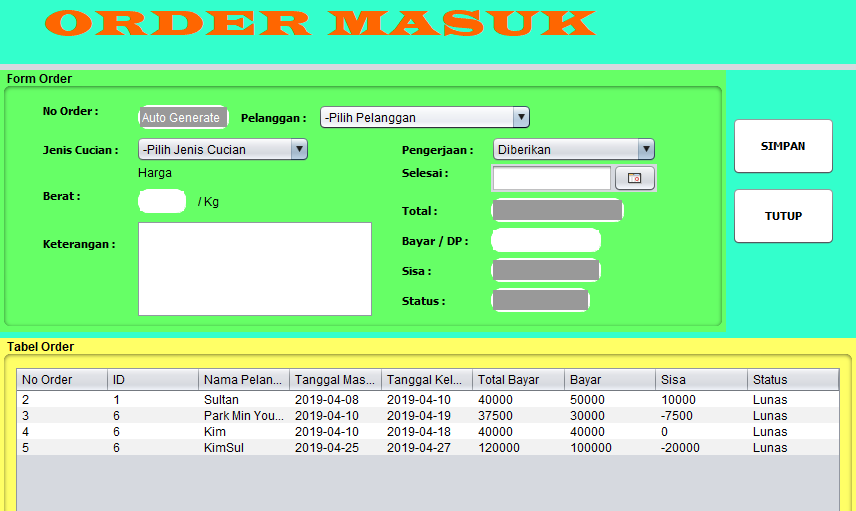 ORDER MASUK
Form Order
No Order :
Auto Generate
Pelanggan :
-Pilih Pelanggan
Jenis Cucian :
-Pilih Jenis Cucian
Pengerjaan :
Diberikan
SIMPAN
Harga
Selesai :
Berat :
/ Kg
Total :
TUTUP
Keterangan :
Bayar / DP :
Sisa :
Status :
Tabel Order
No Order ID Nama Pelan... Tanggal Mas... Tanggal Kel... Total Bayar Bayar Sisa Status
2 1 Sultan 2019-04-08 2019-04-10 40000 50000 10000 Lunas
3 6 Park Min You... 2019-04-10 2019-04-19 37500 30000 -7500 Lunas
4 6 Kim 2019-04-10 2019-04-18 40000 40000 0 Lunas
5 6 KimSul 2019-04-25 2019-04-27 120000 100000 -20000 Lunas